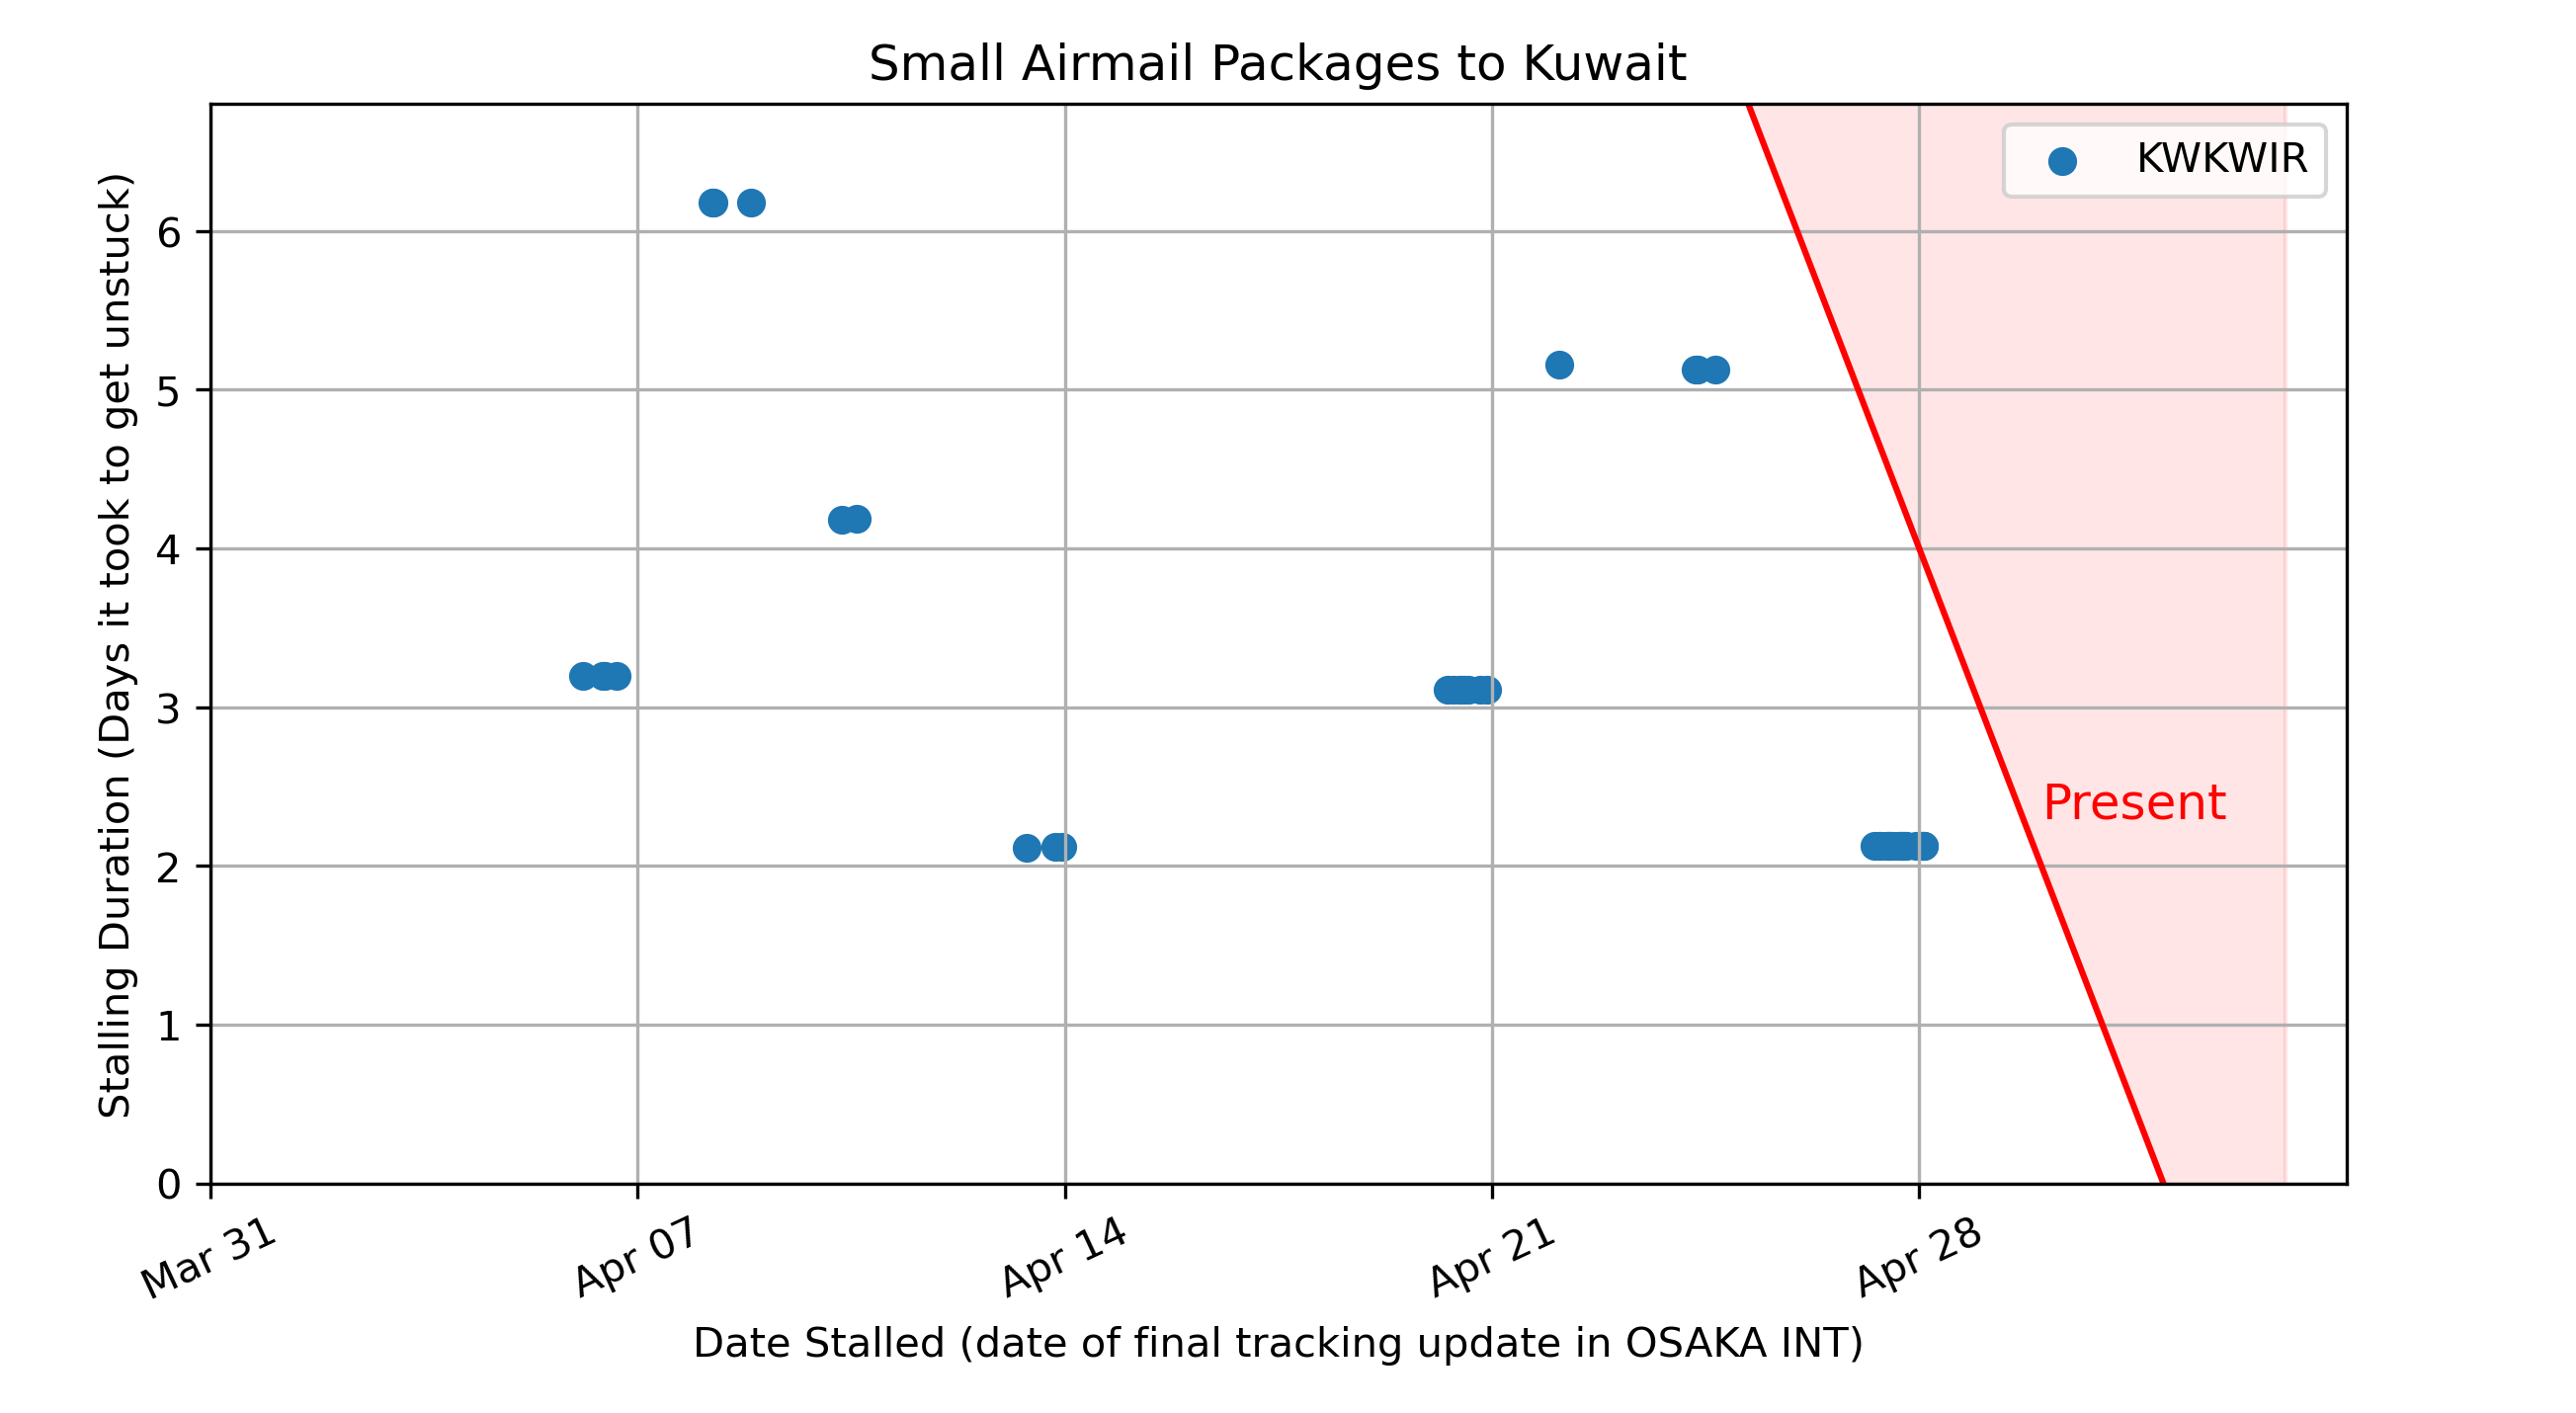 Small Airmail Packages to Kuwait
KWKWIR
Stalling Duration (Days it took to get unstuck)
6
5
4
3
2
1
0
Present
Mar 31
Apr 07
Apr 14
Apr 21
Apr 28
Date Stalled (date of final tracking update in OSAKA INT)